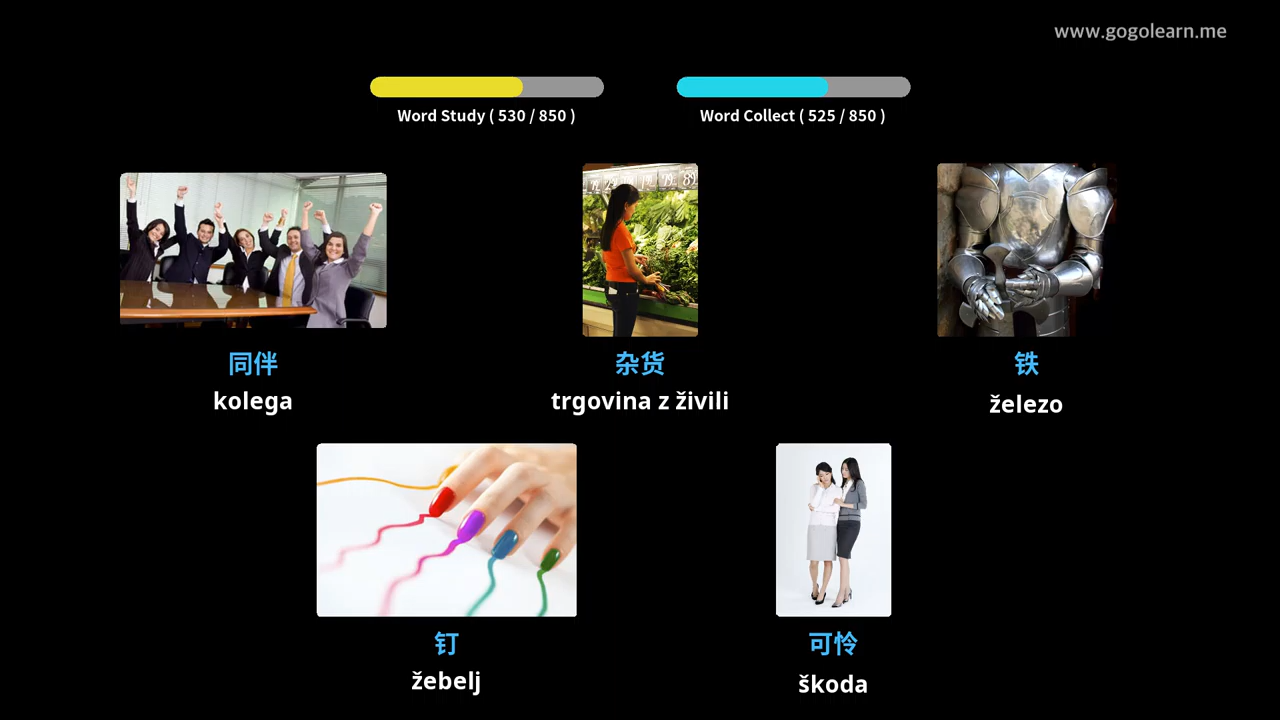 www.gogolearn.me
Word Study ( 530 / 850 )
Word Collect ( 525 / 850 )
同伴
kolega
杂货
trgovina z živili
铁
železo
钉
žebelj
可怜
škoda